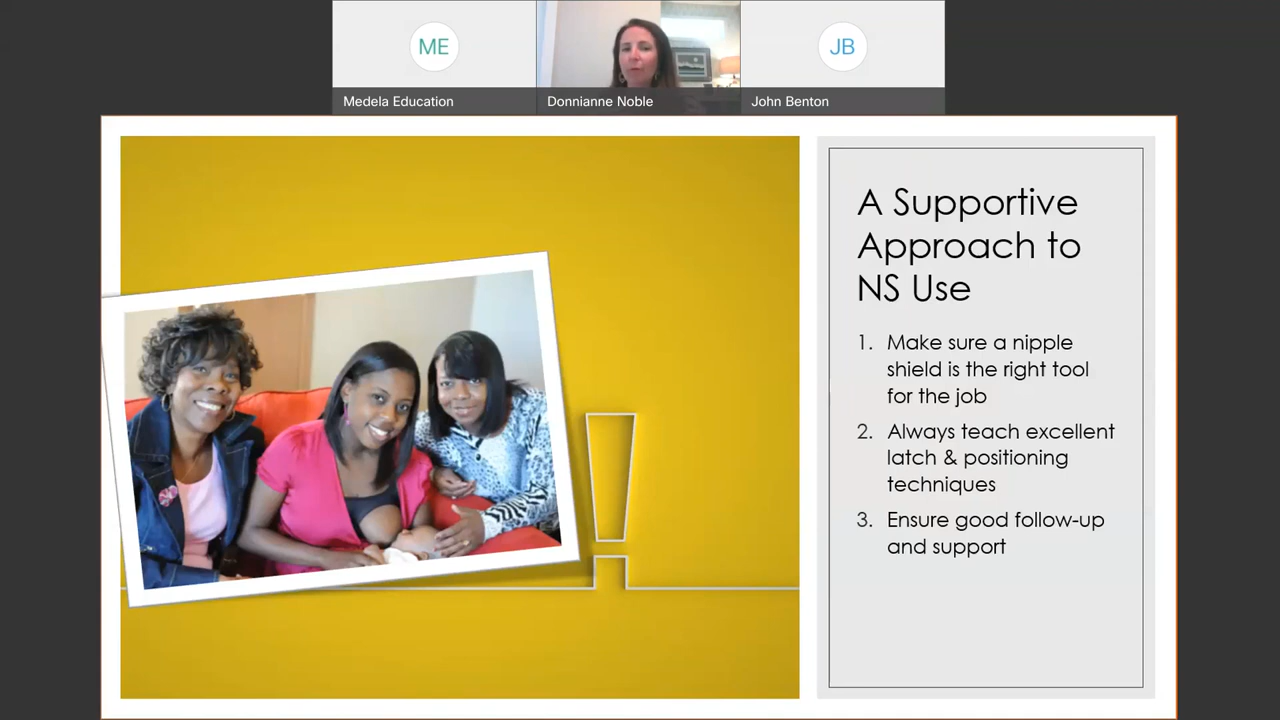 ME
JB
Medela Education
Donnianne Noble
John Benton
A Supportive
Approach to
NS Use
1. Make sure a nipple
shield is the right tool
for the job
2. Always teach excellent
latch & positioning
techniques
3. Ensure good follow-up
and support